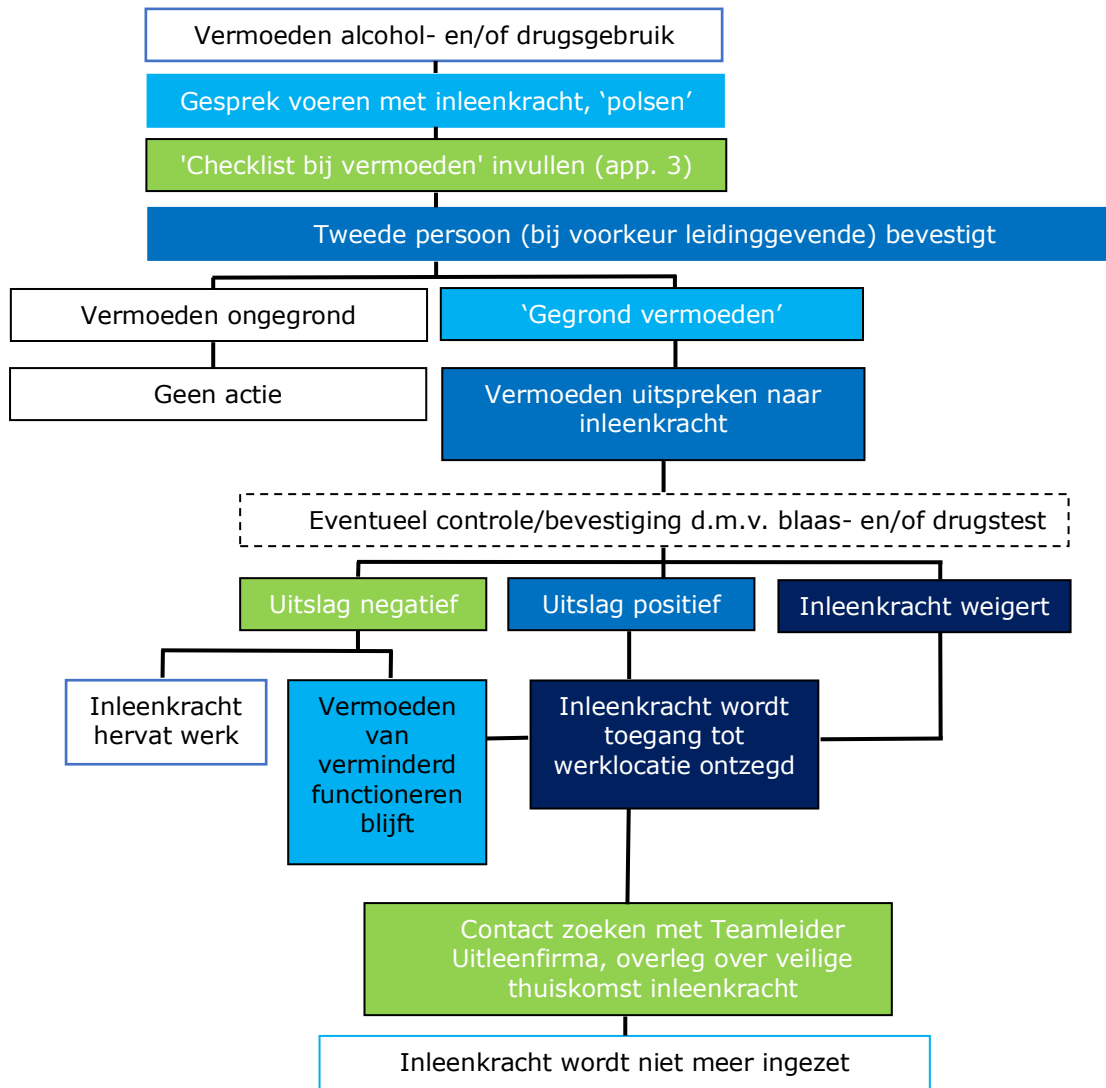 Vermoeden alcohol- en/of drugsgebruik
Gesprek voeren met inleenkracht, ‘polsen’
'Checklist bij vermoeden' invullen (app. 3)
Tweede persoon (bij voorkeur leidinggevende) bevestigt
Vermoeden ongegrond
‘Gegrond vermoeden’
Geen actie
Vermoeden uitspreken naar
inleenkracht
Eventueel controle/bevestiging d.m.v. blaas- en/of drugstest
Uitslag negatief
Uitslag positief
Inleenkracht weigert
Inleenkracht
hervat werk
Vermoeden
van
verminderd
functioneren
blijft
Inleenkracht wordt
toegang tot
werklocatie ontzegd
Contact zoeken met Teamleider
Uitleenfirma, overleg over veilige
thuiskomst inleenkracht
Inleenkracht wordt niet meer ingezet